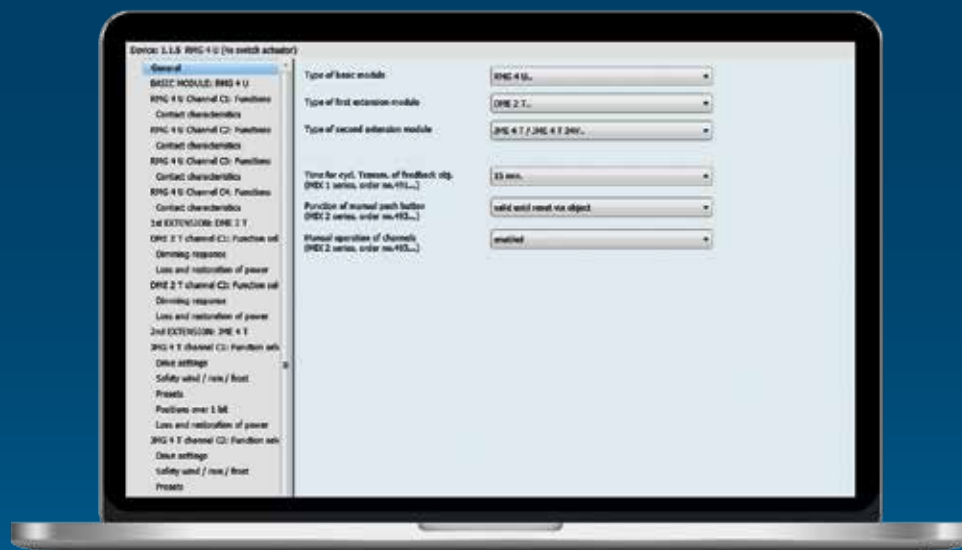 Device: 1.1.5 RMG 4 U (4x switch actuator)
General
BASIC MODULE: RMG 4 U
RMG 4 U Channel C1: Functions
Contact characteristics
RMG 4 U Channel C2: Functions
Contact characteristics
RMG 4 U Channel C3: Functions
Contact characteristics
RMG 4 U Channel C4: Functions
Contact characteristics
1st EXTENSION: DME 2 T
DME 2 T channel C1: Function sel
Dimming response
Loss and restoration of power
DME 2 T channel C2: Function sel
Dimming response
Loss and restoration of power
2nd EXTENSION: JME 4 T
JMG 4 T channel C1: Function sele
Drive settings
Safety wind / rain / frost
Presets
Positions over 1 bit
Loss and restoration of power
JMG 4 T channel C2: Function sele
Drive settings
Safety wind / rain / frost
Presets
Type of basic module
RMG 4 U..
Type of first extension module
DME 2 T..
Type of second extension module
JME 4 T / JME 4 T 24V..
Time for cycl. Transm. of feedback obj.
(MIX 1 series, order no.491...)
15 min.
Function of manual push button
(MIX 2 series, order no.493...)
valid until reset via object
Manual operation of channels
(MIX 2 series, order no.493...)
enabled